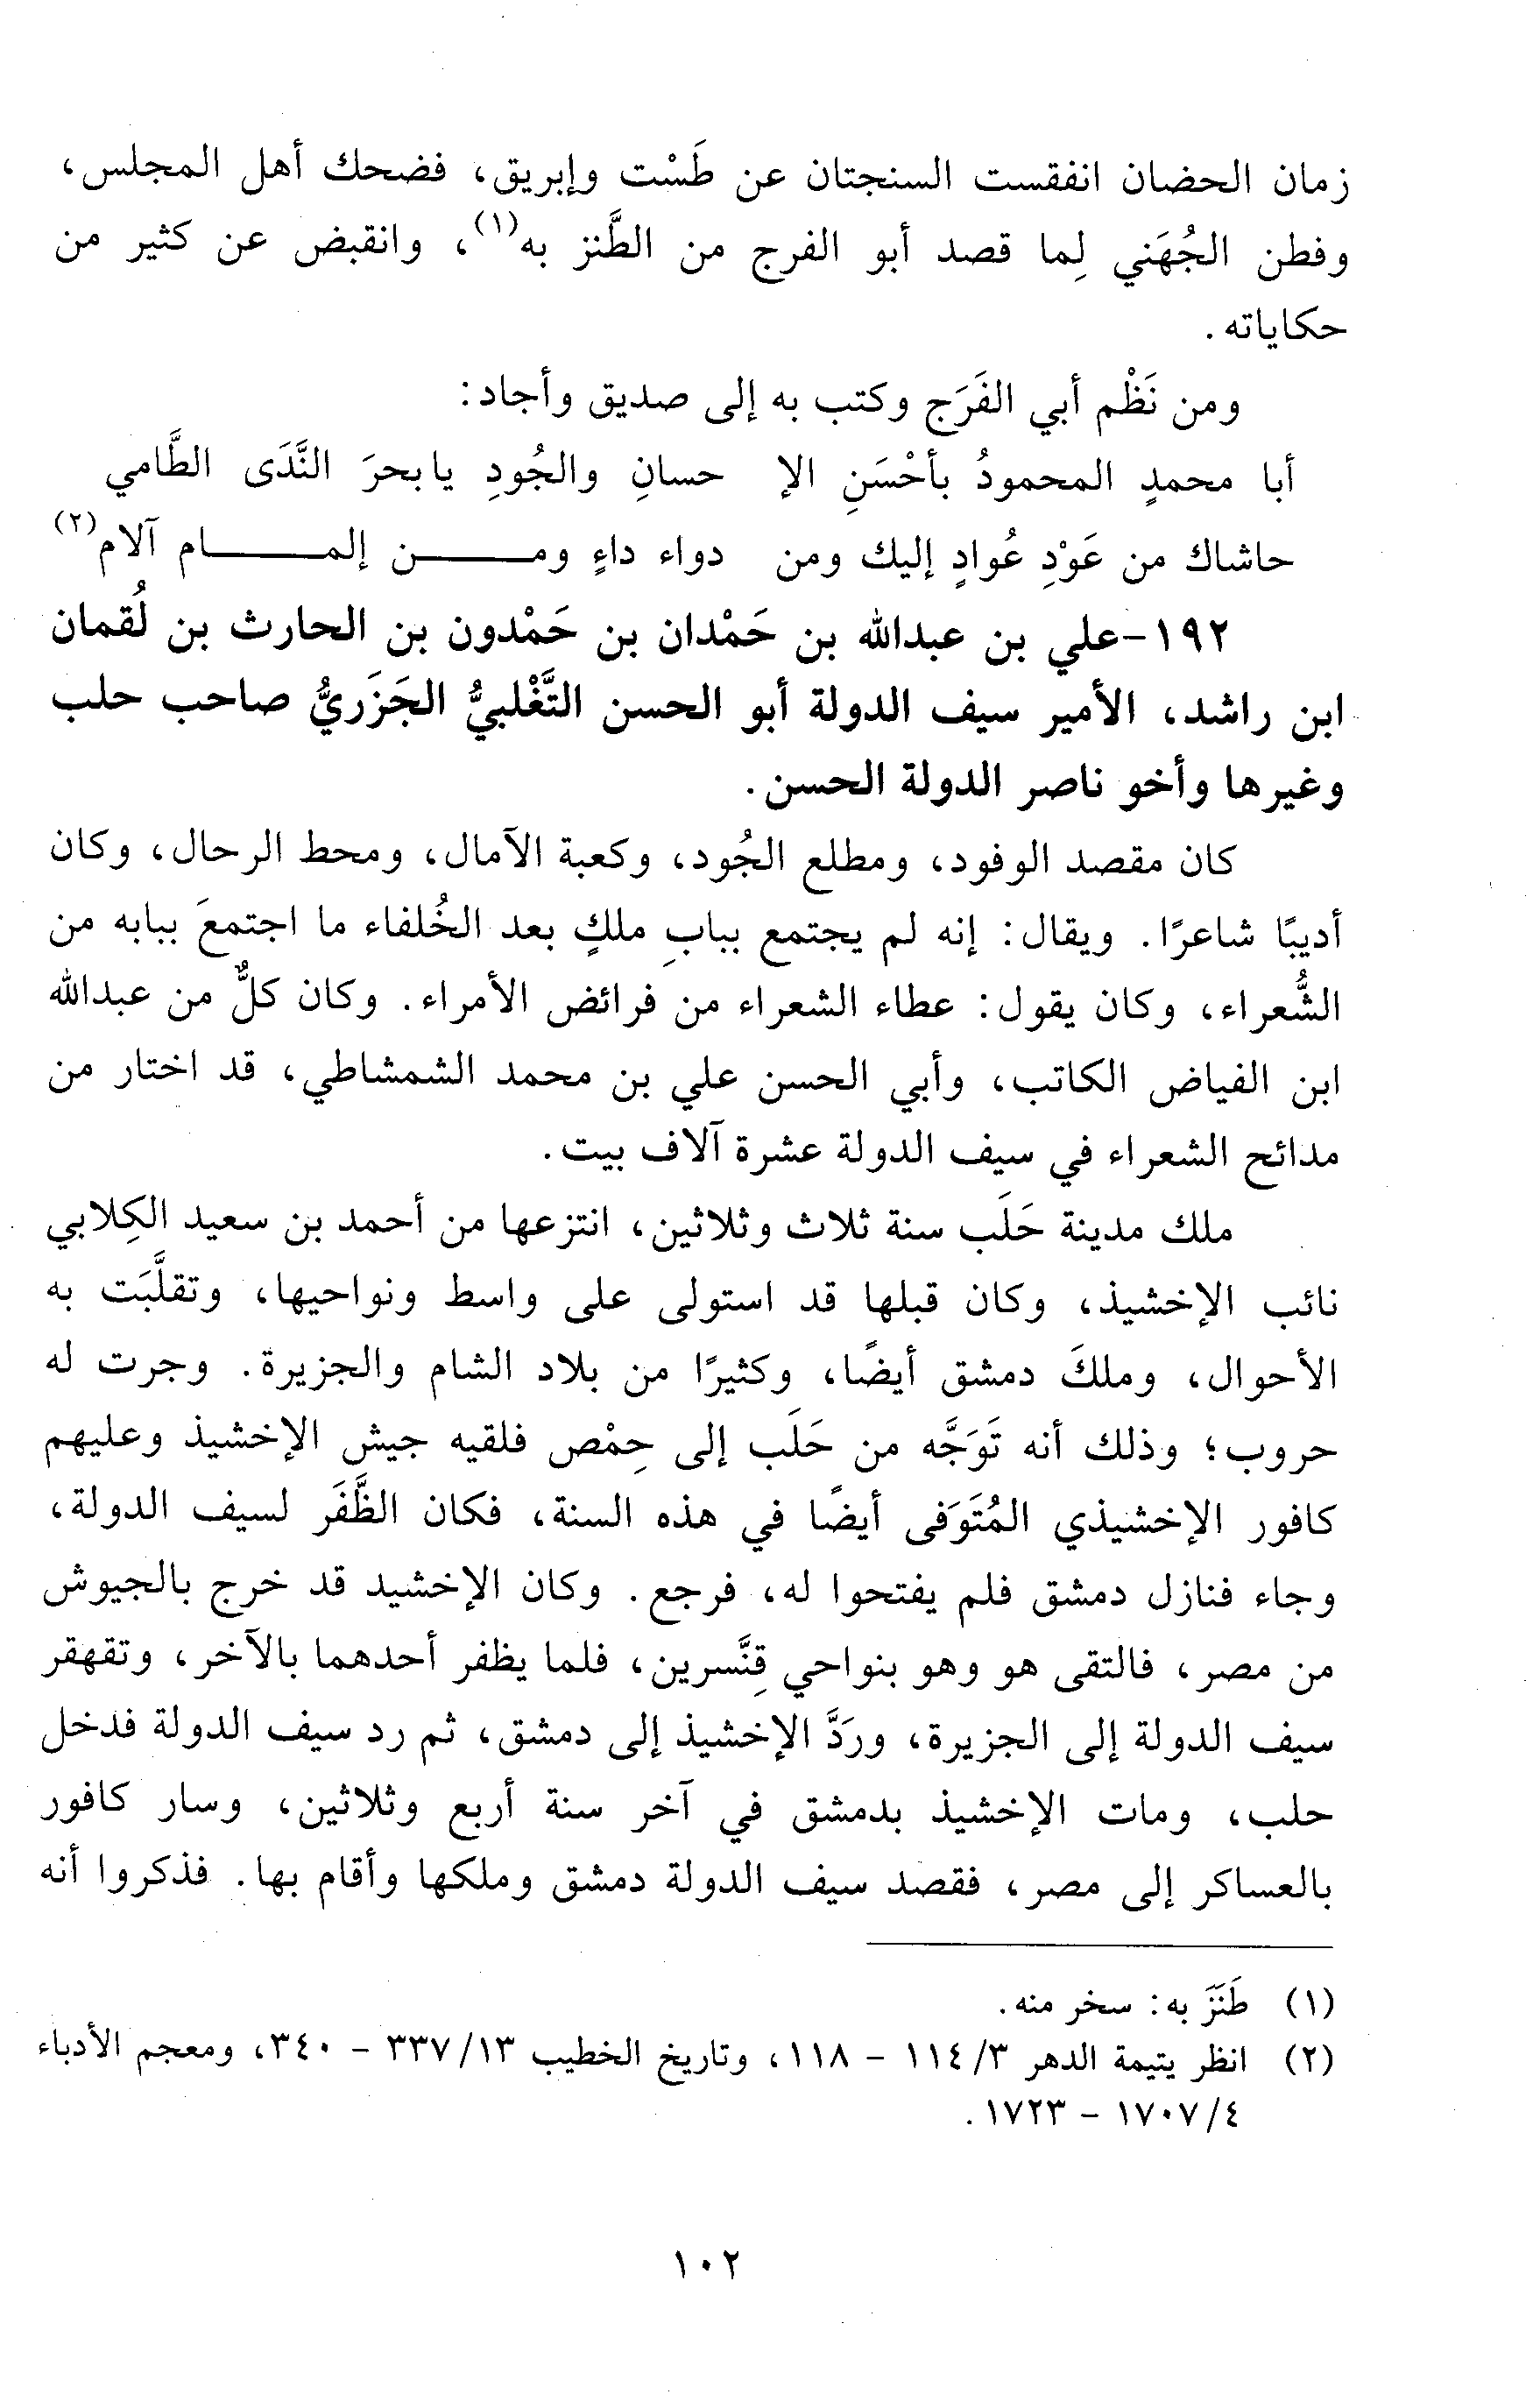 زمان الحضان انفقست السنجتان عن طَسْت وإبريق، فضحك أهل المجلس،
وفطن الجُهَني لِما قصد أبو الفرج من الطَّنز به(١)، وانقبض عن كثير من
حكاياته.
ومن نَظْم أبي الفَرَج وكتب به إلى صديق وأجاد:
أبا محمدٍ المحمودُ بأحْسَنِ الإ حسانِ والجُودِ يابحرَ النَّدَى الطَّامي
حاشاك من عَوْدِ عُوادٍ إليك ومن دواء داءٍ ومـن إلمـام آلام(٢)
١٩٢-علي بن عبدالله بن حَمْدان بن حَمْدون بن الحارث بن لُقمان
ابن راشد، الأمير سيف الدولة أبو الحسن التَّغْلبيُّ الجَزَريُّ صاحب حلب
وغيرها وأخو ناصر الدولة الحسن.
كان مقصد الوفود، ومطلع الجُود، وكعبة الآمال، ومحط الرحال، وكان
أديبًا شاعرًا. ويقال: إنه لم يجتمع ببابِ ملكٍ بعد الخُلفاء ما اجتمعَ ببابه من
الشُّعراء، وكان يقول: عطاء الشعراء من فرائض الأمراء. وكان كلٌّ من عبدالله
ابن الفياض الكاتب، وأبي الحسن علي بن محمد الشمشاطي، قد اختار من
مدائح الشعراء في سيف الدولة عشرة آلاف بيت.
ملك مدينة حَلَب سنة ثلاث وثلاثين، انتزعها من أحمد بن سعيد الكِلابي
نائب الإخشيذ، وكان قبلها قد استولى على واسط ونواحيها، وتقلَّبَت به
الأحوال، وملكَ دمشق أيضًا، وكثيرًا من بلاد الشام والجزيرة. وجرت له
حروب؛ وذلك أنه تَوَجَّه من حَلَب إلى حِمْص فلقيه جيش الإخشيذ وعليهم
كافور الإخشيذي المُتَوَفى أيضًا في هذه السنة، فكان الظَّفَر لسيف الدولة،
وجاء فنازل دمشق فلم يفتحوا له، فرجع. وكان الإخشيد قد خرج بالجيوش
من مصر، فالتقى هو وهو بنواحي قِنَّسرين، فلما يظفر أحدهما بالآخر، وتقهقر
سيف الدولة إلى الجزيرة، ورَدَّ الإخشيذ إلى دمشق، ثم رد سيف الدولة فدخل
حلب، ومات الإخشيذ بدمشق في آخر سنة أربع وثلاثين، وسار كافور
بالعساكر إلى مصر، فقصد سيف الدولة دمشق وملكها وأقام بها. فذكروا أنه
(١) طَنَزَ به: سخر منه.
(٢) انظر يتيمة الدهر ٣/ ١١٤ - ١١٨، وتاريخ الخطيب ١٣/ ٣٣٧ - ٣٤٠، ومعجم الأدباء
٤/ ١٧٠٧ - ١٧٢٣.
١٠٢